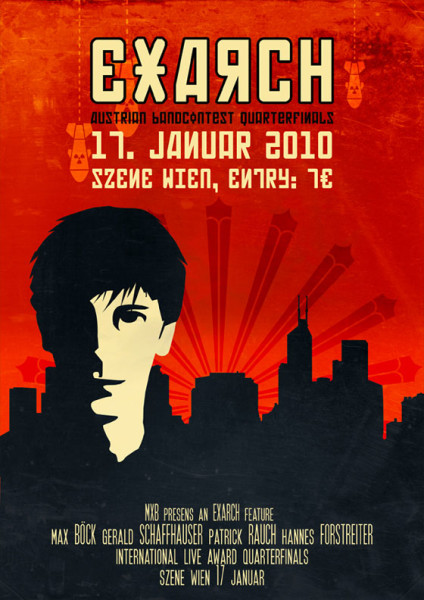 EXARCH
AUSTRIAN BANDCONTEST QUARTERFINALS
17. JANUAR 2010
SZENE WIEN, ENTRY: 7€
MXB PRESENS AN EXARCH FEATURE
MAX BÖCK GERALD SCHAFFHAUSER PATRICK RAUCH HANNES FORSTREITER
INTERNATIONAL LIVE AWARD QUARTERFINALS
SZENE WIEN 17 JANUAR